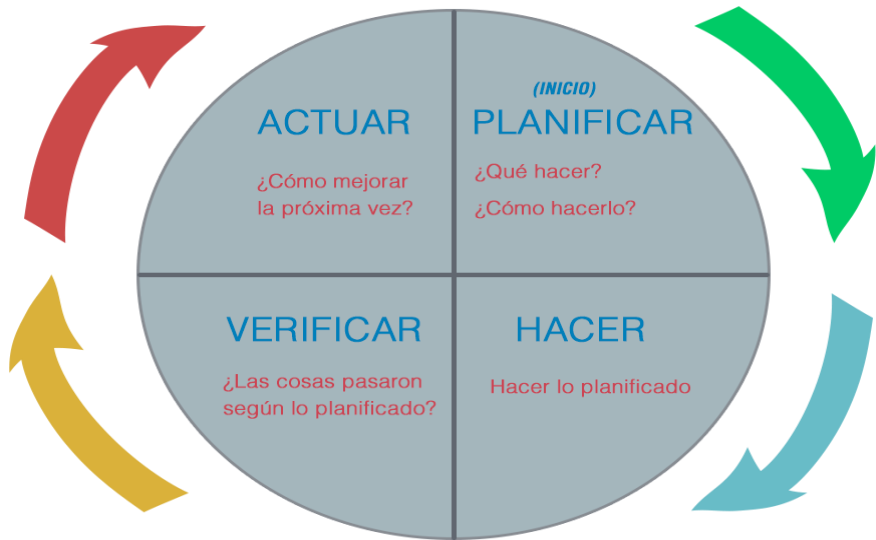 (INICIO)
PLANIFICAR
¿Qué hacer?
¿Cómo hacerlo?
HACER
Hacer lo planificado
VERIFICAR
¿Las cosas pasaron
según lo planificado?
ACTUAR
¿Cómo mejorar
la próxima vez?